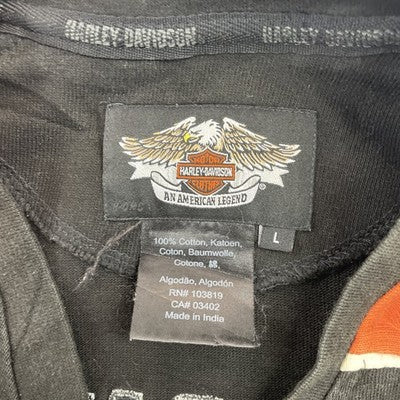 HARLEY-DAVIDSON HARLEY-DAVIDSON
MOTOR
HARLEY-DAVIDSON
CYCLES
AN AMERICAN LEGEND
L
100% Cotton, Katoen,
Coton, Baumwolle,
Cotone, 綿,
Algodão, Algodón
RN# 103819
CA# 03402
Made in India